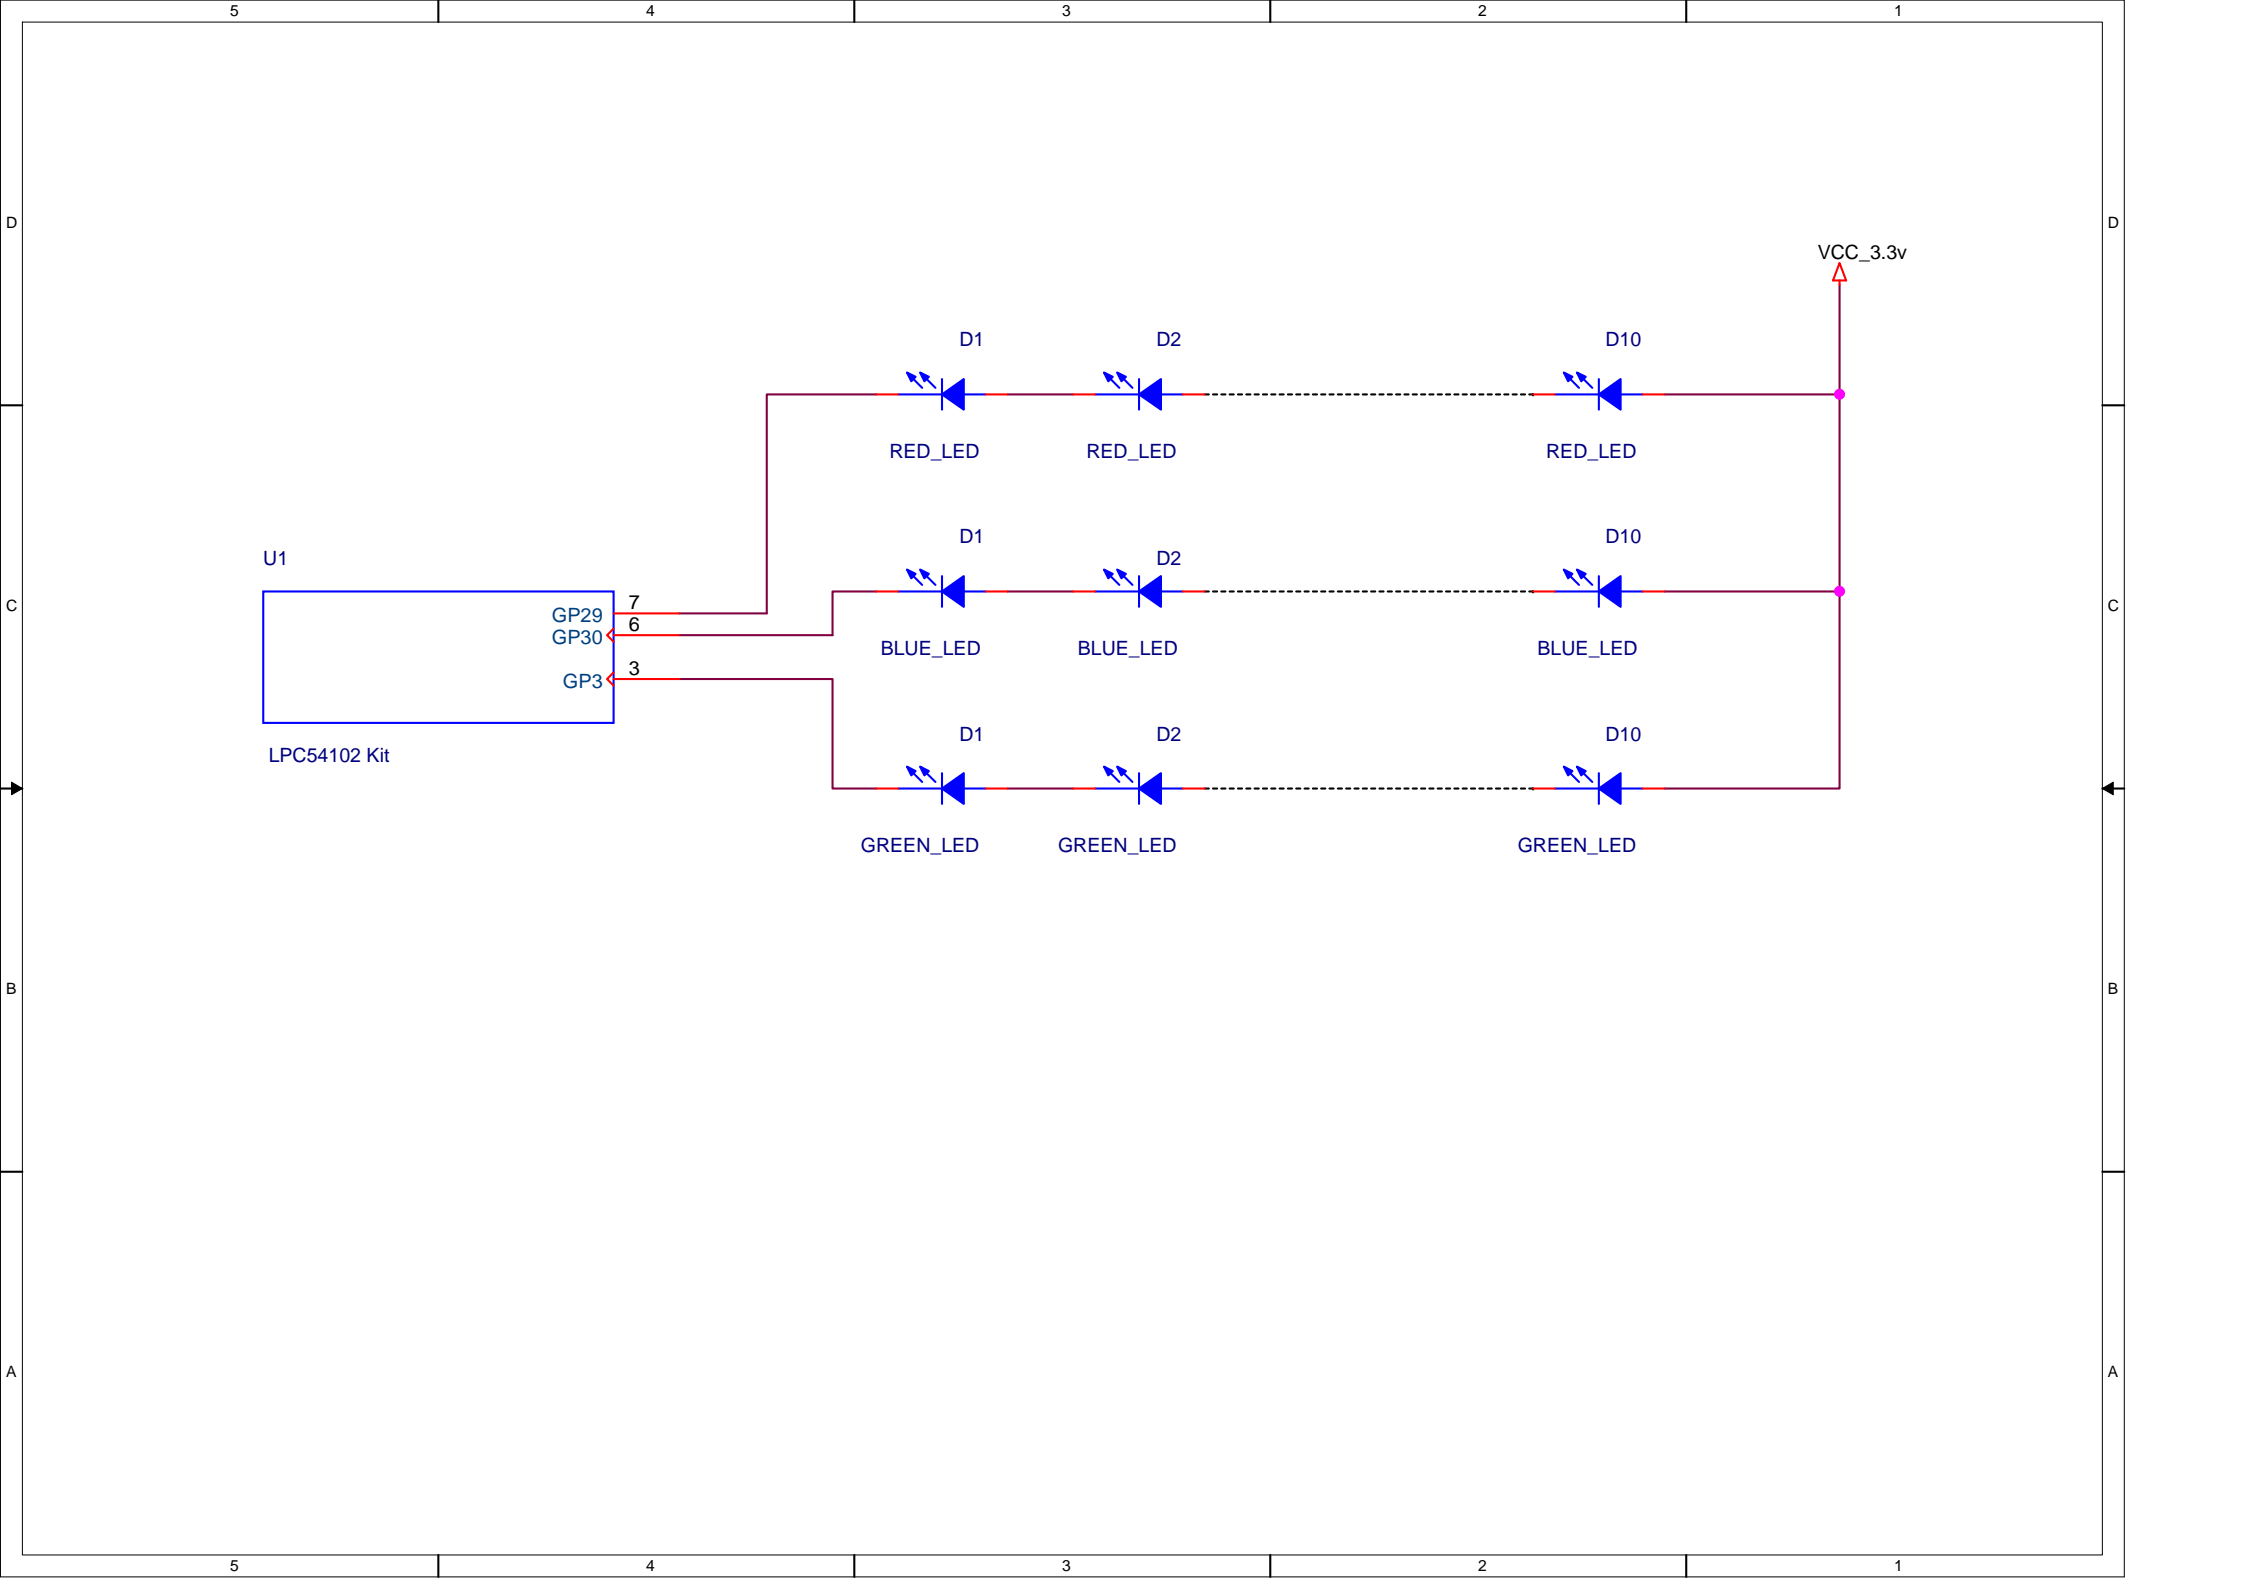 5 4 3 2 1
D D
VCC_3.3v
D1 D2 D10
RED_LED RED_LED RED_LED
D1 D2 D10
U1
C C
GP29 7
GP30 6
BLUE_LED BLUE_LED BLUE_LED
GP3 3
D1 D2 D10
LPC54102 Kit
GREEN_LED GREEN_LED GREEN_LED
B B
A A
5 4 3 2 1